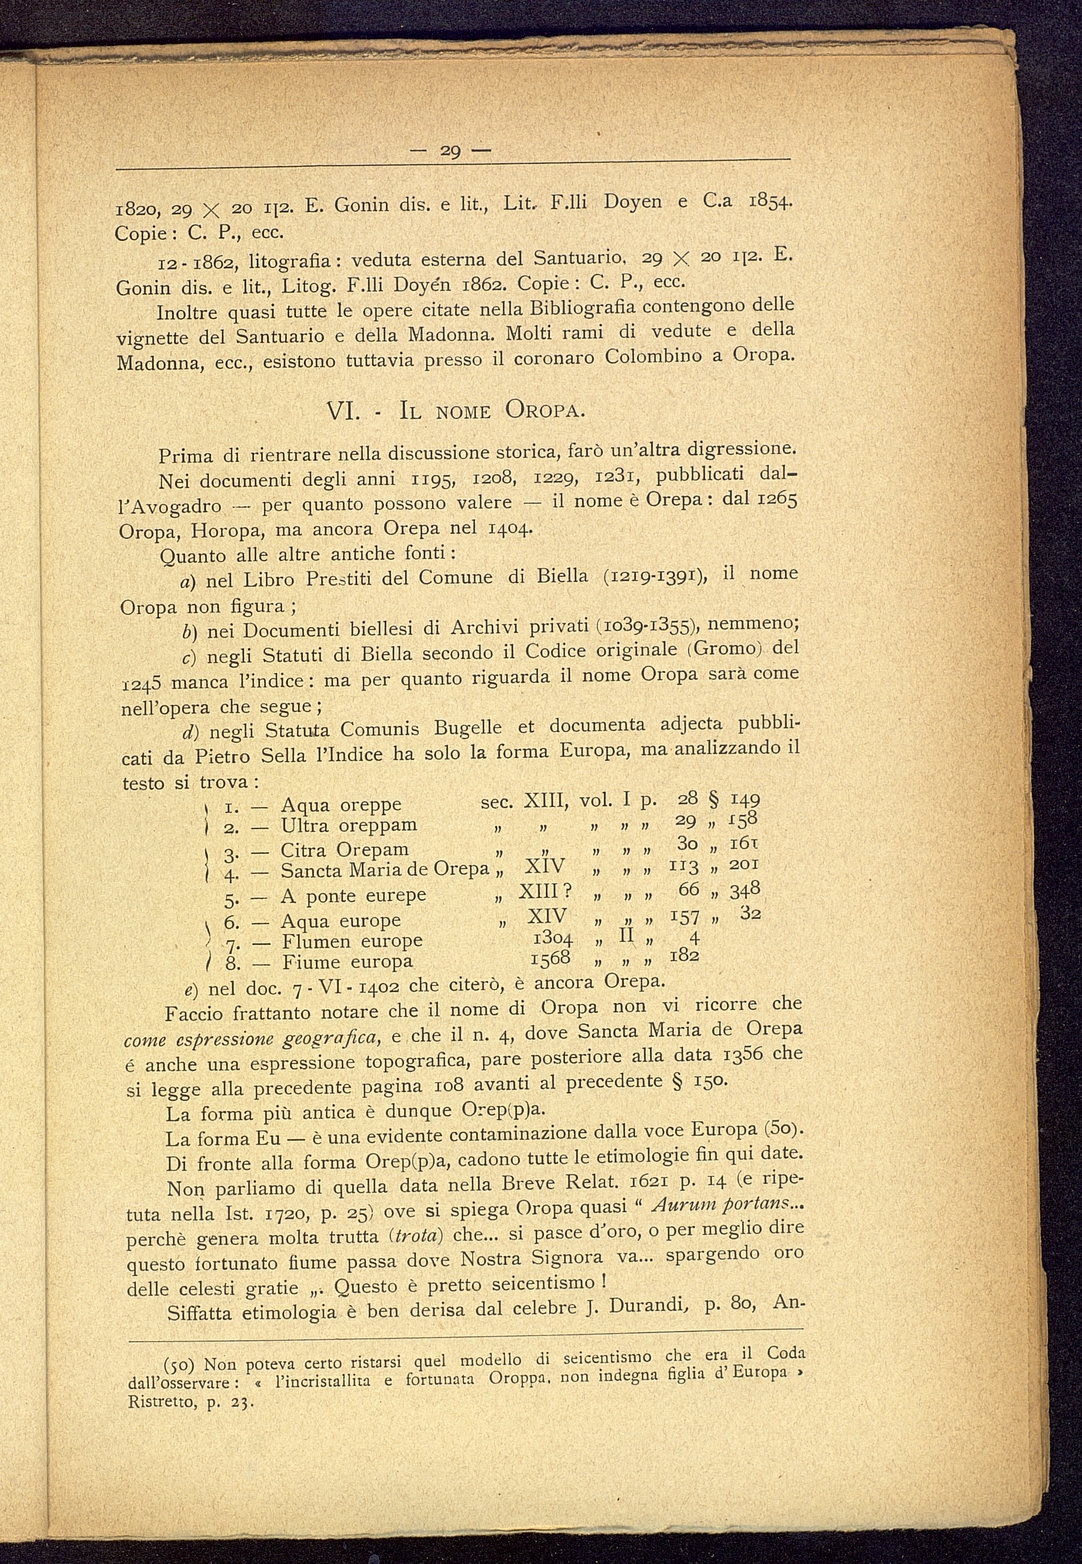 — 29 —
1820, 29 × 20 1[2. E. Gonin dis. e lit., Lit. F.lli Doyen e C.a 1854.
Copie : C. P., ecc.
12 - 1862, litografia : veduta esterna del Santuario, 29 × 20 1[2. E.
Gonin dis. e lit., Litog. F.lli Doyén 1862. Copie : C. P., ecc.
Inoltre quasi tutte le opere citate nella Bibliografia contengono delle
vignette del Santuario e della Madonna. Molti rami di vedute e della
Madonna, ecc., esistono tuttavia presso il coronaro Colombino a Oropa.
VI. - Il nome Oropa.
Prima di rientrare nella discussione storica, farò un'altra digressione.
Nei documenti degli anni 1195, 1208, 1229, 1231, pubblicati dal-
l'Avogadro — per quanto possono valere — il nome è Orepa : dal 1265
Oropa, Horopa, ma ancora Orepa nel 1404.
Quanto alle altre antiche fonti :
a) nel Libro Prestiti del Comune di Biella (1219-1391), il nome
Oropa non figura ;
b) nei Documenti biellesi di Archivi privati (1039-1355), nemmeno;
c) negli Statuti di Biella secondo il Codice originale (Gromo) del
1245 manca l'indice : ma per quanto riguarda il nome Oropa sarà come
nell'opera che segue ;
d) negli Statuta Comunis Bugelle et documenta adjecta pubbli-
cati da Pietro Sella l'Indice ha solo la forma Europa, ma analizzando il
testo si trova :
1. — Aqua oreppe sec. XIII, vol. I p. 28 § 149
2. — Ultra oreppam „ „ „ „ „ 29 „ 158
3. — Citra Orepam „ „ „ „ „ 30 „ 161
4. — Sancta Maria de Orepa „ XIV „ „ „ 113 „ 201
5. — A ponte eurepe „ XIII ? „ „ „ 66 „ 348
6. — Aqua europe „ XIV „ „ „ 157 „ 32
7. — Flumen europe 1304 „ II „ 4
8. — Fiume europa 1568 „ „ „ 182
e) nel doc. 7 - VI - 1402 che citerò, è ancora Orepa.
Faccio frattanto notare che il nome di Oropa non vi ricorre che
come espressione geografica, e che il n. 4, dove Sancta Maria de Orepa
é anche una espressione topografica, pare posteriore alla data 1356 che
si legge alla precedente pagina 108 avanti al precedente § 150.
La forma più antica è dunque Orep(p)a.
La forma Eu — è una evidente contaminazione dalla voce Europa (50).
Di fronte alla forma Orep(p)a, cadono tutte le etimologie fin qui date.
Non parliamo di quella data nella Breve Relat. 1621 p. 14 (e ripe-
tuta nella Ist. 1720, p. 25) ove si spiega Oropa quasi “ Aurum portans...
perchè genera molta trutta (trota) che... si pasce d'oro, o per meglio dire
questo fortunato fiume passa dove Nostra Signora va... spargendo oro
delle celesti gratie „. Questo è pretto seicentismo !
Siffatta etimologia è ben derisa dal celebre J. Durandi, p. 80, An-
(50) Non poteva certo ristarsi quel modello di seicentismo che era il Coda
dall'osservare : « l'incristallita e fortunata Oroppa, non indegna figlia d'Europa »
Ristretto, p. 23.